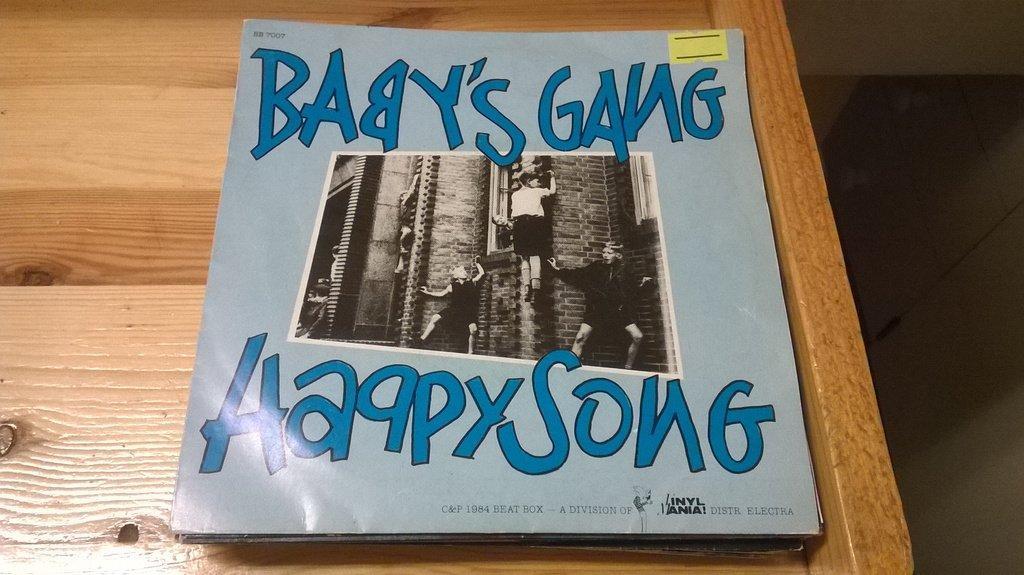 BB 7007
BABY'S GANG
HAPPY SONG
C&P 1984 BEAT BOX — A DIVISION OF VINYL MANIA! DISTR. ELECTRA